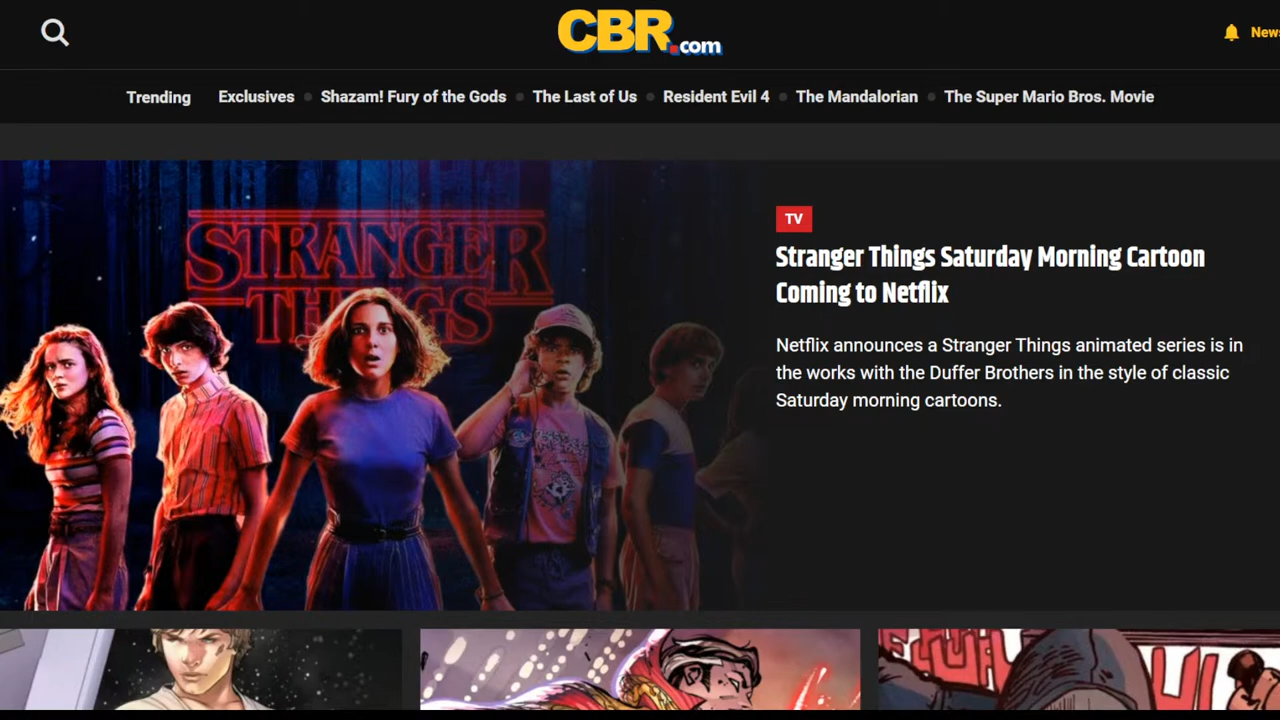 CBR.com
News
Trending Exclusives Shazam! Fury of the Gods The Last of Us Resident Evil 4 The Mandalorian The Super Mario Bros. Movie
STRANGER
THINGS
TV
Stranger Things Saturday Morning Cartoon
Coming to Netflix
Netflix announces a Stranger Things animated series is in
the works with the Duffer Brothers in the style of classic
Saturday morning cartoons.